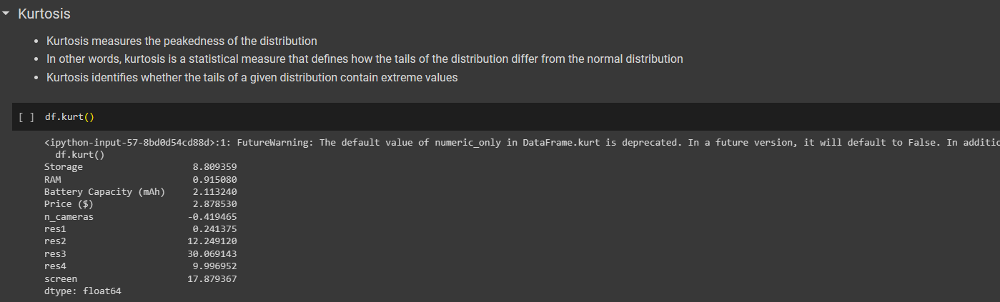 Kurtosis
• Kurtosis measures the peakedness of the distribution
• In other words, kurtosis is a statistical measure that defines how the tails of the distribution differ from the normal distribution
• Kurtosis identifies whether the tails of a given distribution contain extreme values
[ ] df.kurt()
<ipython-input-57-8bd0d54cd88d>:1: FutureWarning: The default value of numeric_only in DataFrame.kurt is deprecated. In a future version, it will default to False. In additio
df.kurt()
Storage 8.809359
RAM 0.915080
Battery Capacity (mAh) 2.113240
Price ($) 2.878530
n_cameras -0.419465
res1 0.241375
res2 12.249120
res3 30.069143
res4 9.996952
screen 17.879367
dtype: float64